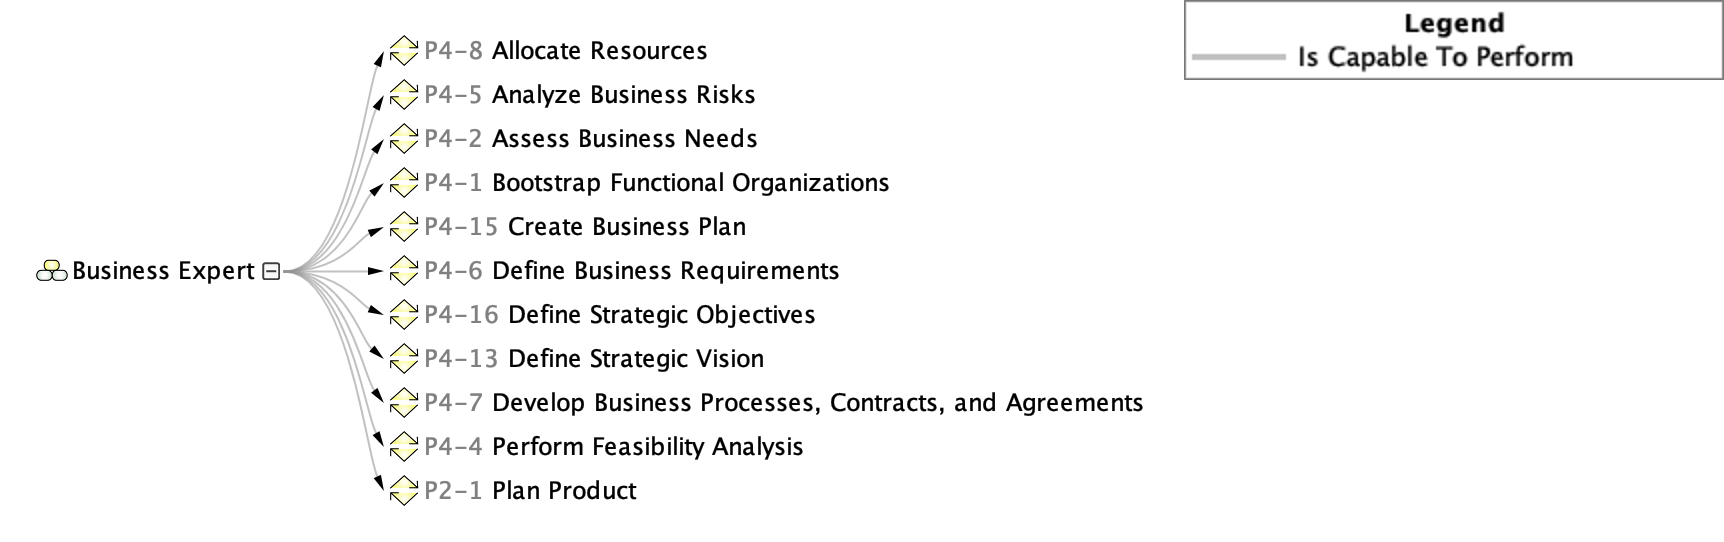 Legend
Is Capable To Perform
P4-8 Allocate Resources
P4-5 Analyze Business Risks
P4-2 Assess Business Needs
P4-1 Bootstrap Functional Organizations
P4-15 Create Business Plan
Business Expert
P4-6 Define Business Requirements
P4-16 Define Strategic Objectives
P4-13 Define Strategic Vision
P4-7 Develop Business Processes, Contracts, and Agreements
P4-4 Perform Feasibility Analysis
P2-1 Plan Product